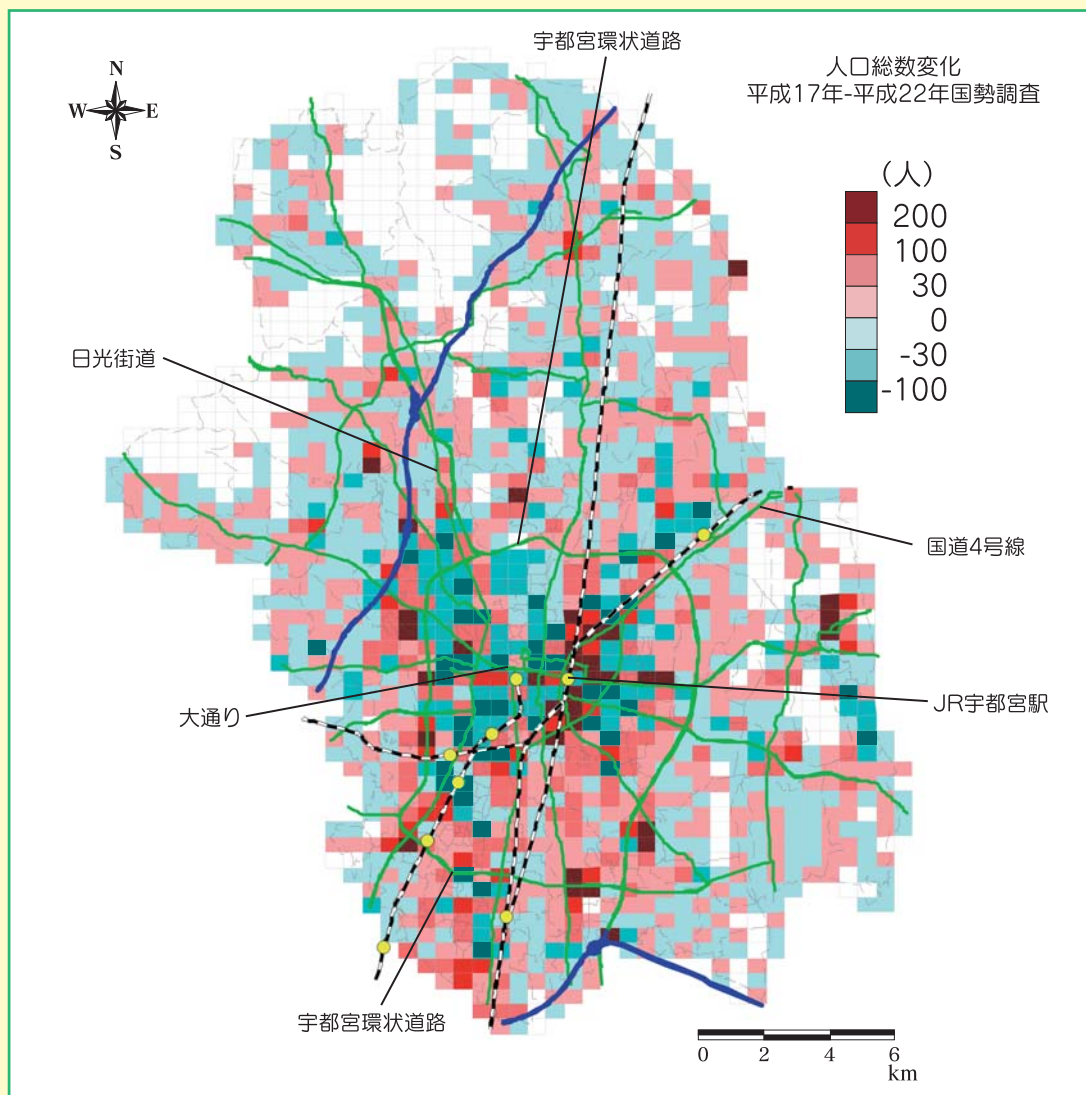 宇都宮環状道路
人口総数変化
平成17年-平成22年国勢調査
N
W
E
S
(人)
200
100
30
0
-30
-100
日光街道
国道4号線
大通り
JR宇都宮駅
宇都宮環状道路
0 2 4 6
km